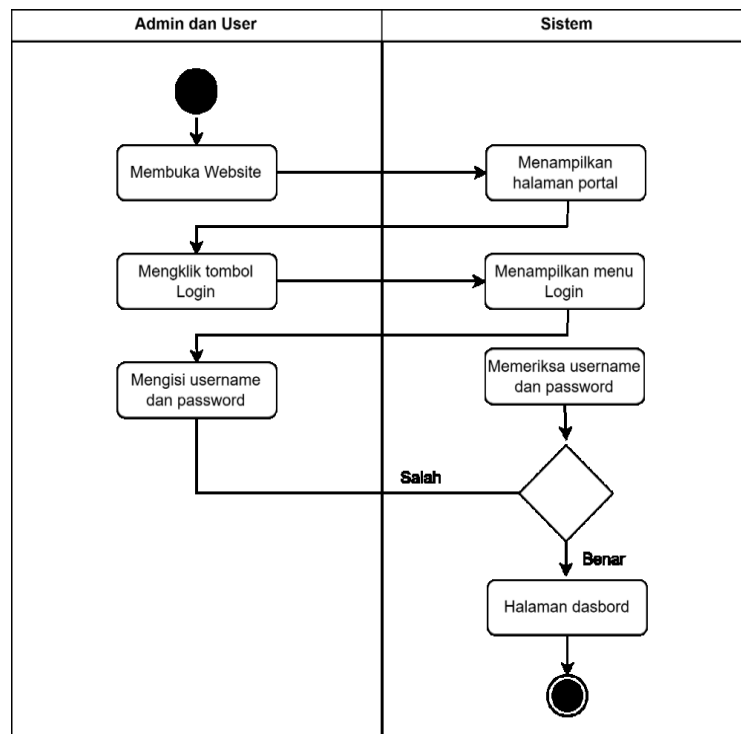 Admin dan User
Sistem
Membuka Website
Menampilkan
halaman portal
Mengklik tombol
Login
Menampilkan menu
Login
Mengisi username
dan password
Memeriksa username
dan password
Salah
Benar
Halaman dasbord